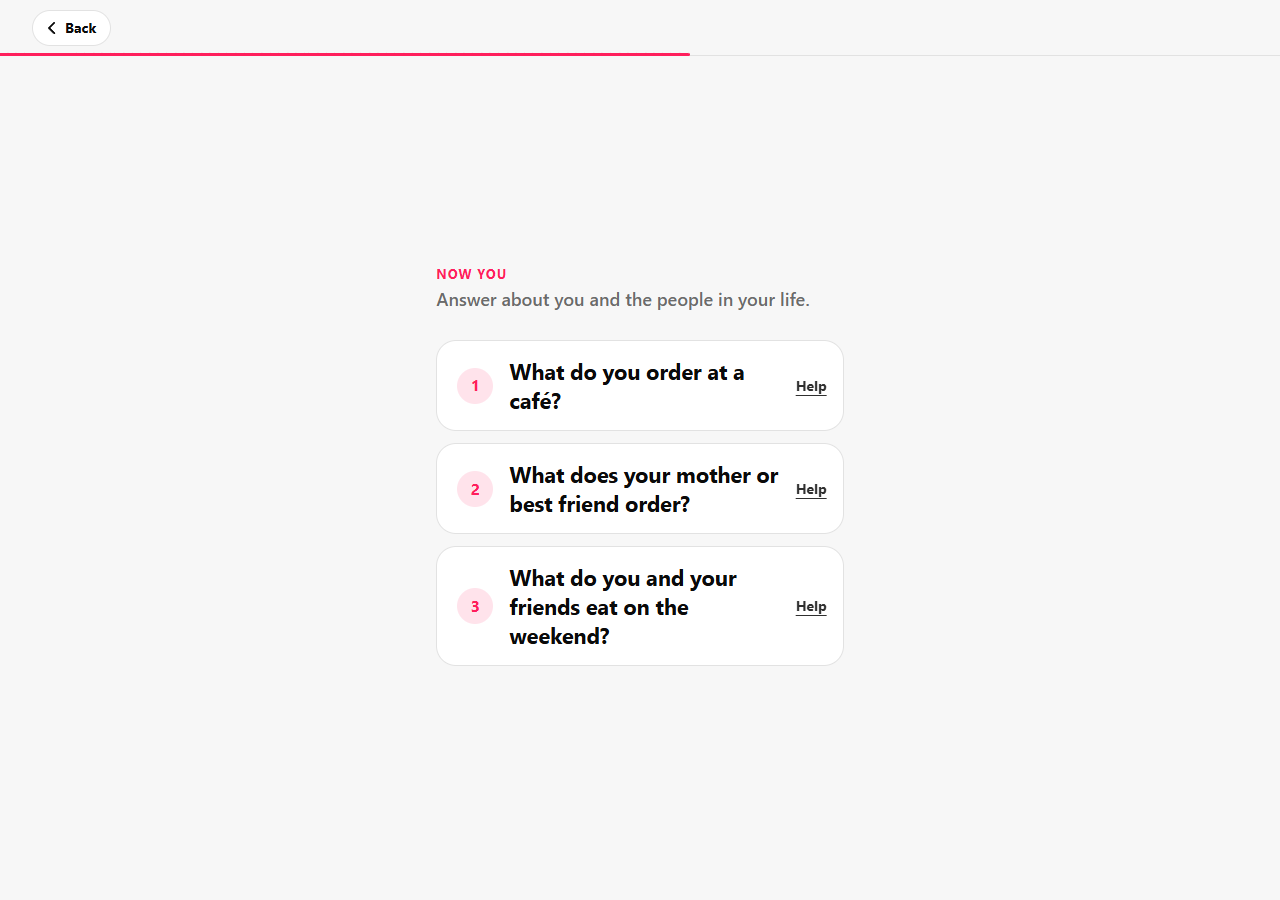 Back
NOW YOU
Answer about you and the people in your life.
1
What do you order at a
café?
Help
2
What does your mother or
best friend order?
Help
3
What do you and your
friends eat on the
weekend?
Help